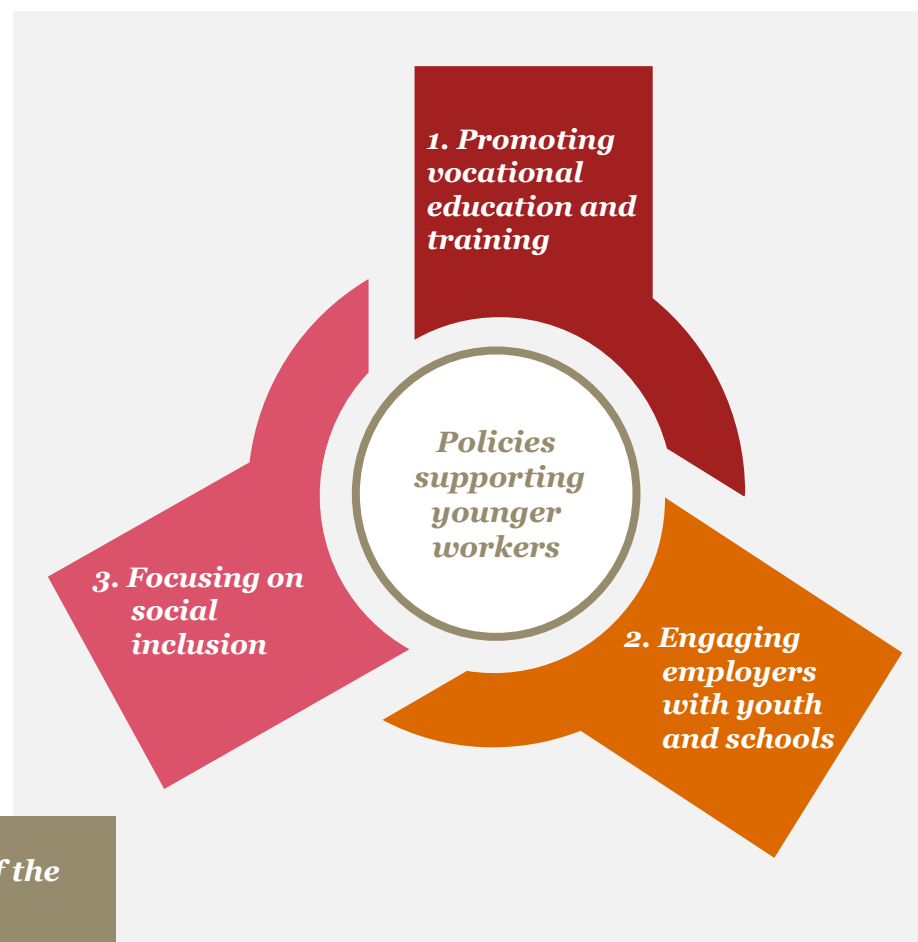 1. Promoting
vocational
education and
training
Policies
supporting
younger
workers
2. Engaging
employers
with youth
and schools
3. Focusing on
social
inclusion
f the